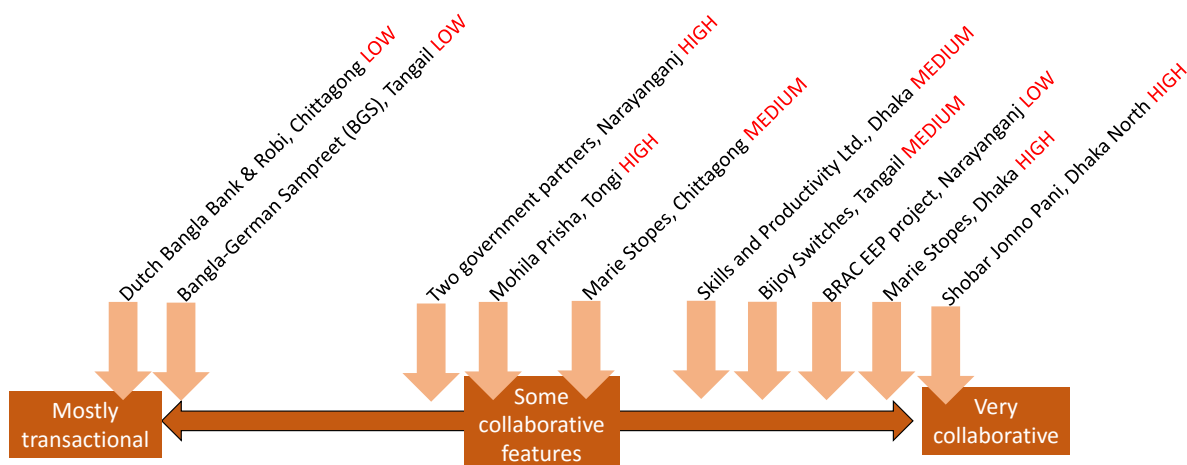 Dutch Bangla Bank & Robi, Chittagong LOW
Bangla-German Sampreet (BGS), Tangail LOW
Two government partners, Narayanganj HIGH
Mohila Prisha, Tongi HIGH
Marie Stopes, Chittagong MEDIUM
Skills and Productivity Ltd., Dhaka MEDIUM
Bijoy Switches, Tangail MEDIUM
BRAC EEP project, Narayanganj LOW
Marie Stopes, Dhaka HIGH
Shobar Jonno Pani, Dhaka North HIGH
Mostly
transactional
Some
collaborative
features
Very
collaborative